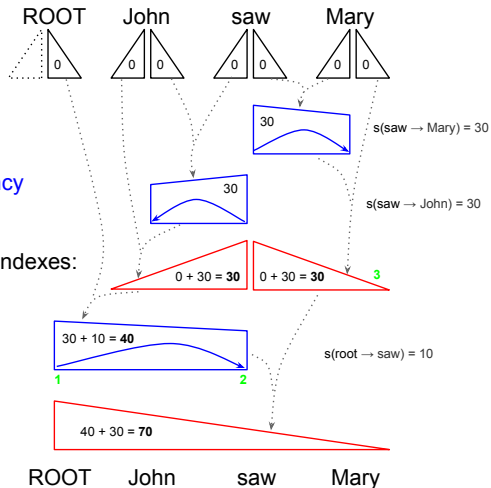 ROOT John saw Mary
0 0 0 0 0 0 0
30
s(saw → Mary) = 30
ncy
30
s(saw → John) = 30
ndexes:
0 + 30 = 30 0 + 30 = 30 3
30 + 10 = 40
s(root → saw) = 10
1 2
40 + 30 = 70
ROOT John saw Mary